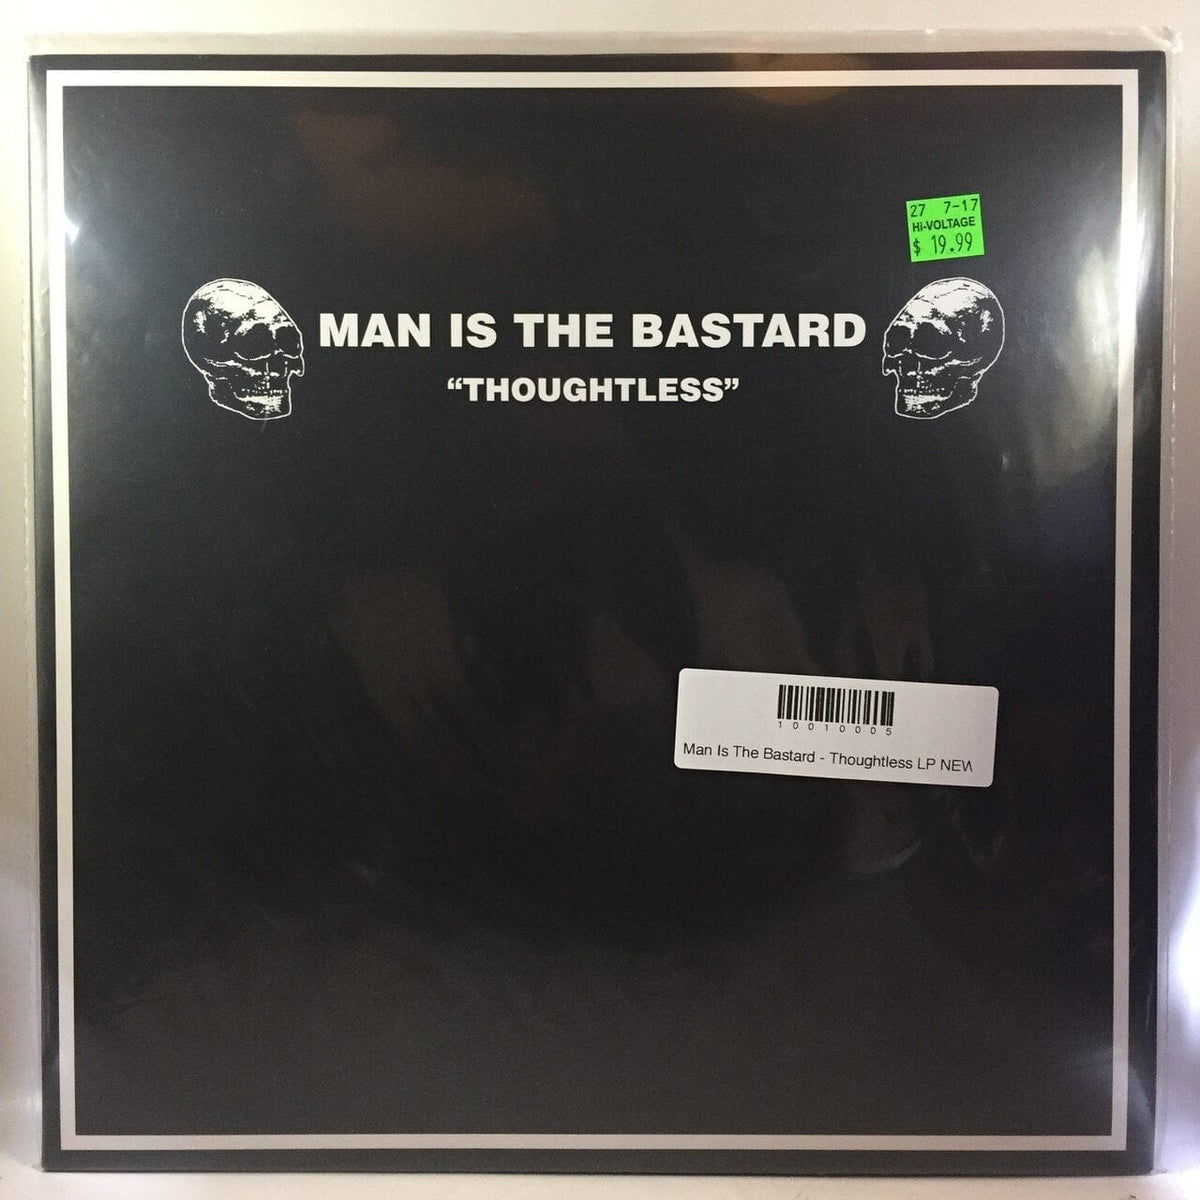 27 7-17
Hi-VOLTAGE
$ 19.99
MAN IS THE BASTARD
“THOUGHTLESS”
10010005
Man Is The Bastard - Thoughtless LP NEW